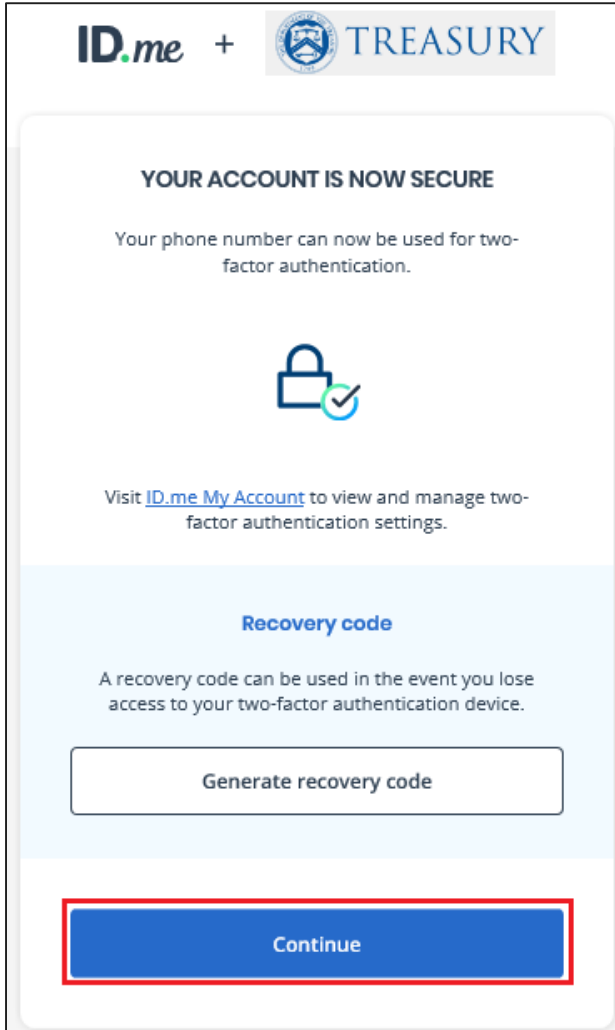 ID.me + TREASURY
YOUR ACCOUNT IS NOW SECURE
Your phone number can now be used for two-
factor authentication.
Visit ID.me My Account to view and manage two-
factor authentication settings.
Recovery code
A recovery code can be used in the event you lose
access to your two-factor authentication device.
Generate recovery code
Continue